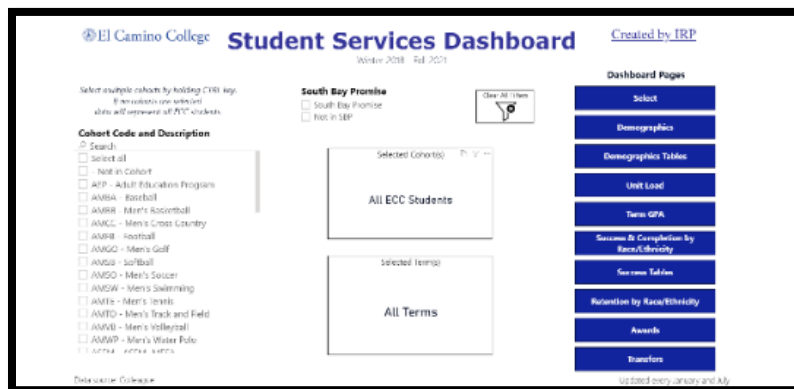 El Camino College
Student Services Dashboard
Created by IRP
Winter 2018 - Fall 2021
Dashboard Pages
Select multiple cohorts by holding CTRL key.
If no cohorts are selected
data will represent all ECC students
South Bay Promise
South Bay Promise
Not in SBP
Clear All Filters
Cohort Code and Description
Search
Select all
- Not in Cohort
AEP - Adult Education Program
AMBA - Baseball
AMBB - Men's Basketball
AMCC - Men's Cross Country
AMFB - Football
AMGO - Men's Golf
AMSB - Softball
AMSO - Men's Soccer
AMSW - Men's Swimming
AMTE - Men's Tennis
AMTD - Men's Track and Field
AMVB - Men's Volleyball
AMWP - Men's Water Polo
Selected Cohort(s)
All ECC Students
Selected Term(s)
All Terms
Select
Demographics
Demographics Tables
Unit Load
Term GPA
Success & Completion by
Race/Ethnicity
Success Tables
Retention by Race/Ethnicity
Awards
Transfers
Data source: Colleague
Updated every January and July